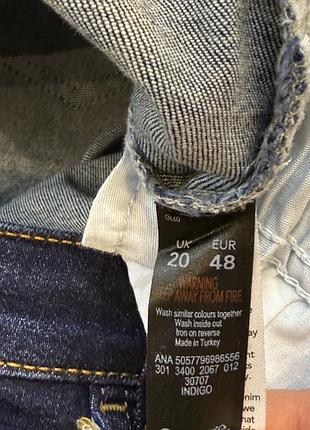 UK EUR
20 48
WARNING
KEEP AWAY FROM FIRE
Wash similar colours together
Wash inside out
Iron on reverse
Made in Turkey
ANA 5057796986556
301 3400 2067 012
30707
INDIGO